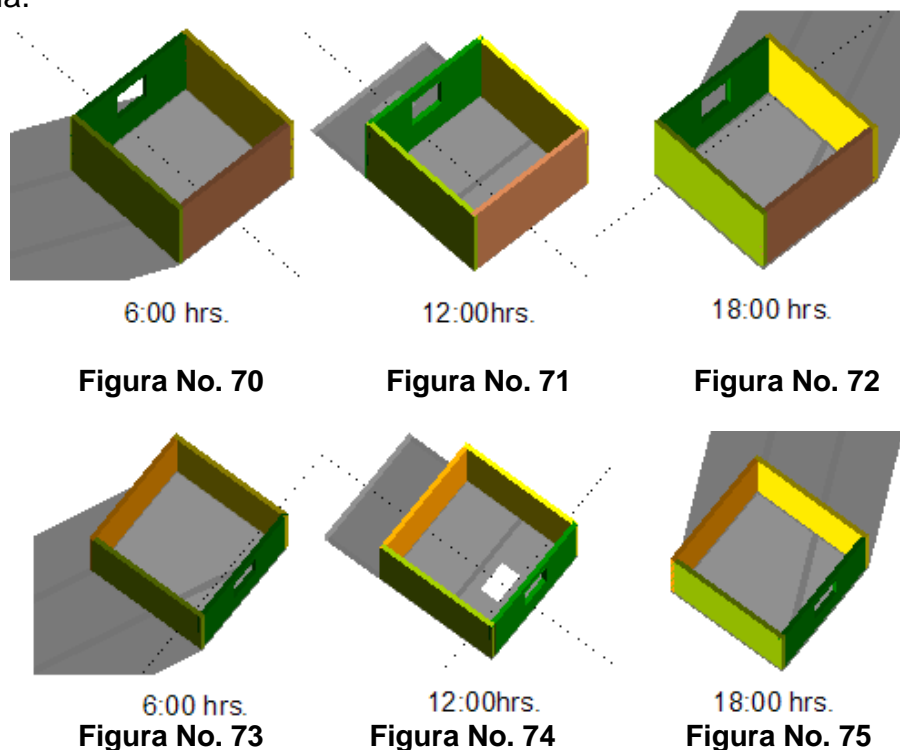 na.
6:00 hrs. 12:00hrs. 18:00 hrs.
Figura No. 70 Figura No. 71 Figura No. 72
6:00 hrs. 12:00hrs. 18:00 hrs.
Figura No. 73 Figura No. 74 Figura No. 75